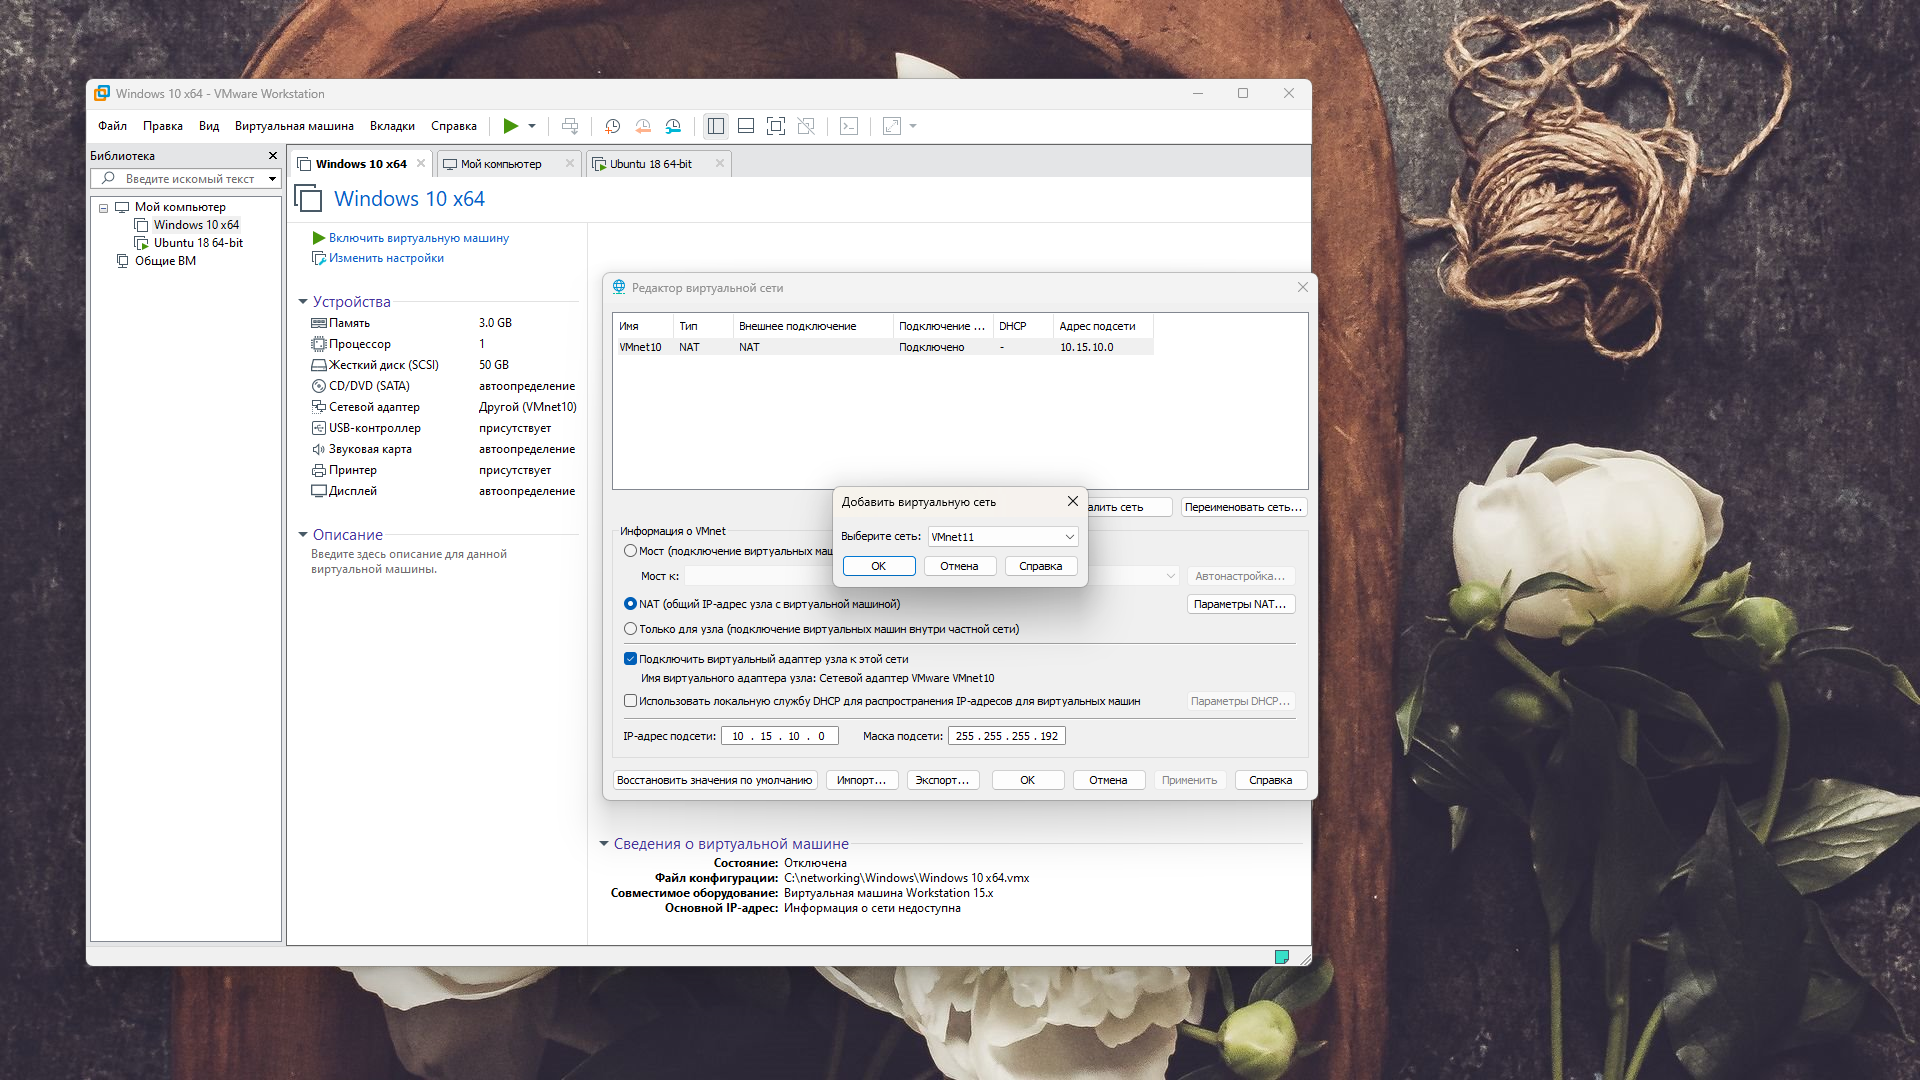 Windows 10 x64 - VMware Workstation
Файл Правка Вид Виртуальная машина Вкладки Справка
Библиотека
Введите искомый текст
Мой компьютер
Windows 10 x64
Ubuntu 18 64-bit
Общие ВМ
Windows 10 x64 Мой компьютер Ubuntu 18 64-bit
Windows 10 x64
Включить виртуальную машину
Изменить настройки
Устройства
Память 3.0 GB
Процессор 1
Жесткий диск (SCSI) 50 GB
CD/DVD (SATA) автоопределение
Сетевой адаптер Другой (VMnet10)
USB-контроллер присутствует
Звуковая карта автоопределение
Принтер присутствует
Дисплей автоопределение
Описание
Введите здесь описание для данной
виртуальной машины.
Редактор виртуальной сети
Имя Тип Внешнее подключение Подключение ... DHCP Адрес подсети
VMnet10 NAT NAT Подключено - 10.15.10.0
Добавить виртуальную сеть
Выберите сеть: VMnet11
OK Отмена Справка
алить сеть Переименовать сеть...
Информация о VMnet
Мост (подключение виртуальных маш
Мост к: Автонастройка...
NAT (общий IP-адрес узла с виртуальной машиной) Параметры NAT...
Только для узла (подключение виртуальных машин внутри частной сети)
Подключить виртуальный адаптер узла к этой сети
Имя виртуального адаптера узла: Сетевой адаптер VMware VMnet10
Использовать локальную службу DHCP для распространения IP-адресов для виртуальных машин Параметры DHCP...
IP-адрес подсети: 10 . 15 . 10 . 0 Маска подсети: 255 . 255 . 255 . 192
Восстановить значения по умолчанию Импорт... Экспорт... OK Отмена Применить Справка
Сведения о виртуальной машине
Состояние: Отключена
Файл конфигурации: C:\networking\Windows\Windows 10 x64.vmx
Совместимое оборудование: Виртуальная машина Workstation 15.x
Основной IP-адрес: Информация о сети недоступна